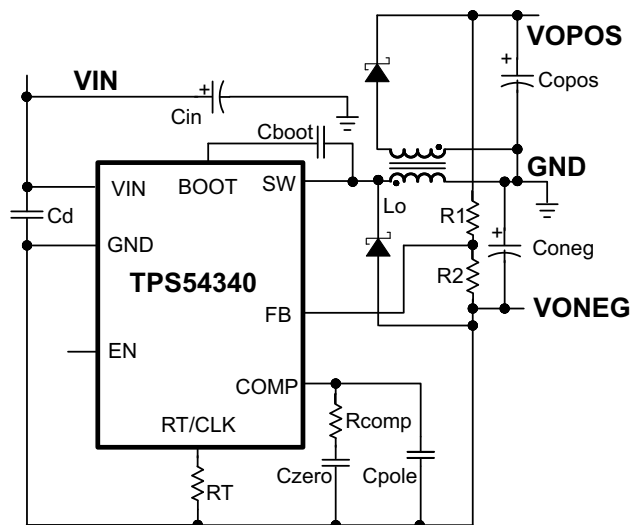 VOPOS
VIN
+
Copos
+
Cin
Cboot
GND
VIN
BOOT
SW
Lo
R1
+
Cd
GND
Coneg
TPS54340
R2
FB
VONEG
EN
COMP
RT/CLK
Rcomp
RT
Czero
Cpole